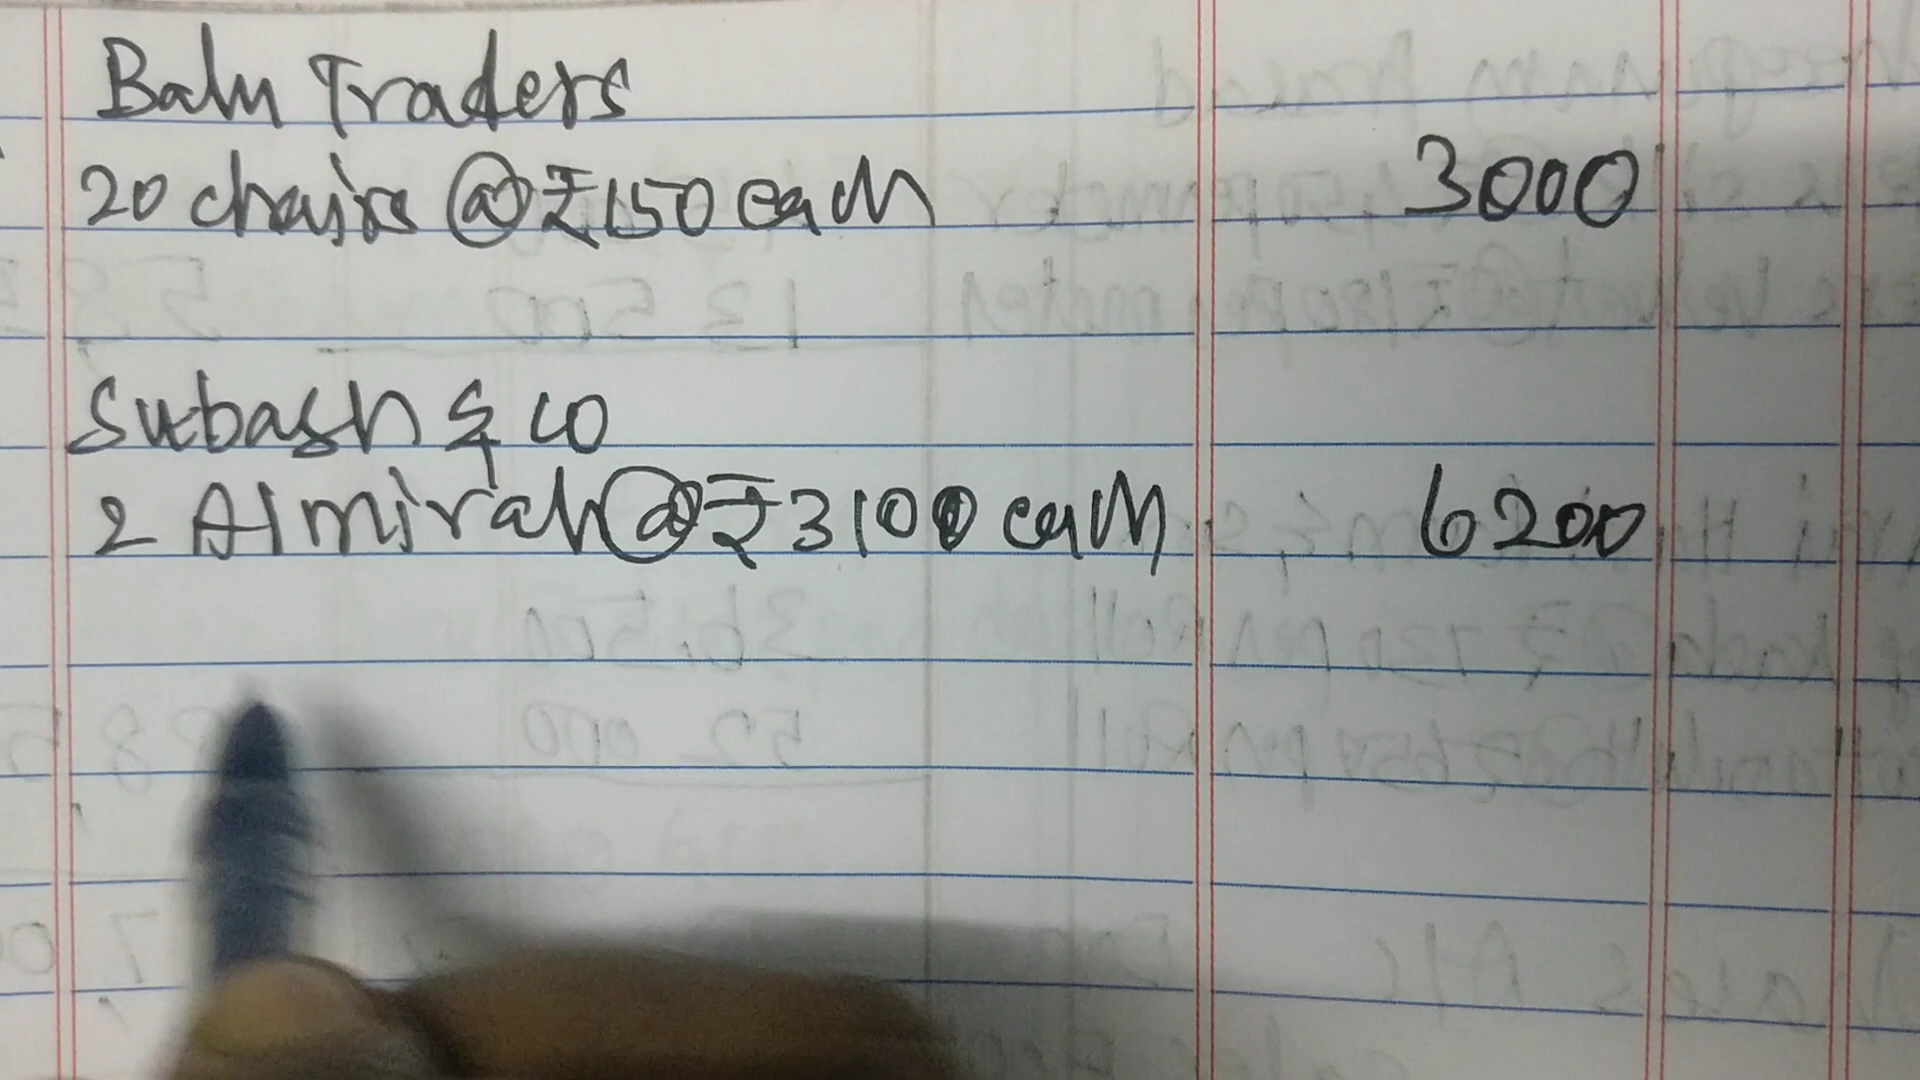 Balu Traders
20 chairs @ ₹150 each 3000
Subash & co
2 Almirah @ ₹3100 each 6200